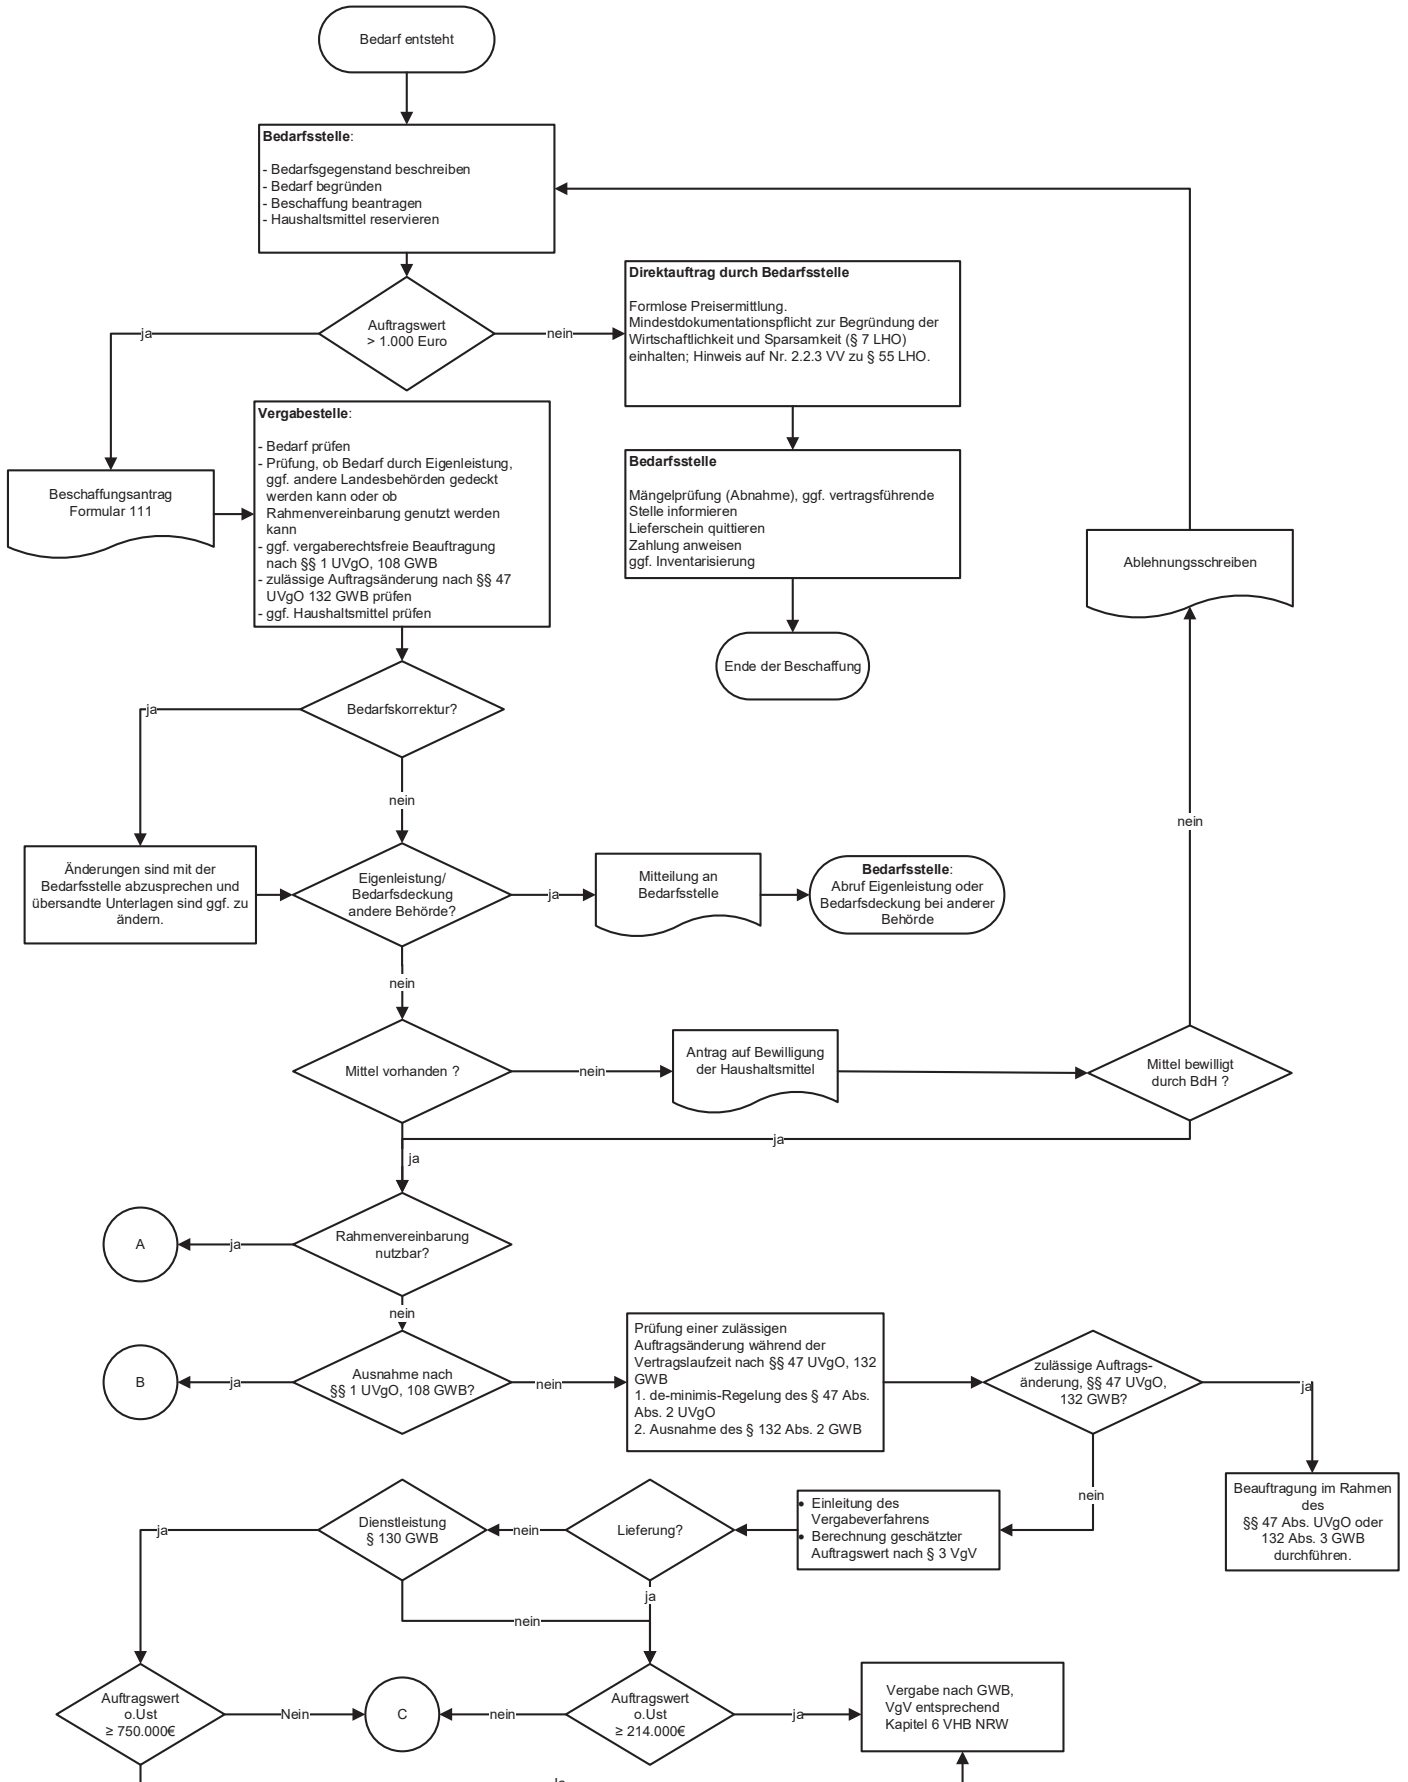 Bedarf entsteht
Bedarfsstelle:
- Bedarfsgegenstand beschreiben
- Bedarf begründen
- Beschaffung beantragen
- Haushaltsmittel reservieren
Auftragswert
> 1.000 Euro
ja
nein
Direktauftrag durch Bedarfsstelle
Formlose Preisermittlung.
Mindestdokumentationspflicht zur Begründung der
Wirtschaftlichkeit und Sparsamkeit (§ 7 LHO)
einhalten; Hinweis auf Nr. 2.2.3 VV zu § 55 LHO.
Beschaffungsantrag
Formular 111
Vergabestelle:
- Bedarf prüfen
- Prüfung, ob Bedarf durch Eigenleistung,
ggf. andere Landesbehörden gedeckt
werden kann oder ob
Rahmenvereinbarung genutzt werden
kann
- ggf. vergaberechtsfreie Beauftragung
nach §§ 1 UVgO, 108 GWB
- zulässige Auftragsänderung nach §§ 47
UVgO 132 GWB prüfen
- ggf. Haushaltsmittel prüfen
Bedarfsstelle
Mängelprüfung (Abnahme), ggf. vertragsführende
Stelle informieren
Lieferschein quittieren
Zahlung anweisen
ggf. Inventarisierung
Ablehnungsschreiben
Ende der Beschaffung
Bedarfskorrektur?
ja
nein
nein
Änderungen sind mit der
Bedarfsstelle abzusprechen und
übersandte Unterlagen sind ggf. zu
ändern.
Eigenleistung/
Bedarfsdeckung
andere Behörde?
ja
Mitteilung an
Bedarfsstelle
Bedarfsstelle:
Abruf Eigenleistung oder
Bedarfsdeckung bei anderer
Behörde
nein
Mittel vorhanden ?
nein
Antrag auf Bewilligung
der Haushaltsmittel
Mittel bewilligt
durch BdH ?
ja
ja
A
ja
Rahmenvereinbarung
nutzbar?
nein
B
ja
Ausnahme nach
§§ 1 UVgO, 108 GWB?
nein
Prüfung einer zulässigen
Auftragsänderung während der
Vertragslaufzeit nach §§ 47 UVgO, 132
GWB
1. de-minimis-Regelung des § 47 Abs.
Abs. 2 UVgO
2. Ausnahme des § 132 Abs. 2 GWB
zulässige Auftrags-
änderung, §§ 47 UVgO,
132 GWB?
ja
nein
Beauftragung im Rahmen
des
§§ 47 Abs. UVgO oder
132 Abs. 3 GWB
durchführen.
• Einleitung des
Vergabeverfahrens
• Berechnung geschätzter
Auftragswert nach § 3 VgV
Lieferung?
nein
Dienstleistung
§ 130 GWB
ja
ja
nein
Auftragswert
o.Ust
≥ 750.000€
Nein
C
nein
Auftragswert
o.Ust
≥ 214.000€
ja
Vergabe nach GWB,
VgV entsprechend
Kapitel 6 VHB NRW